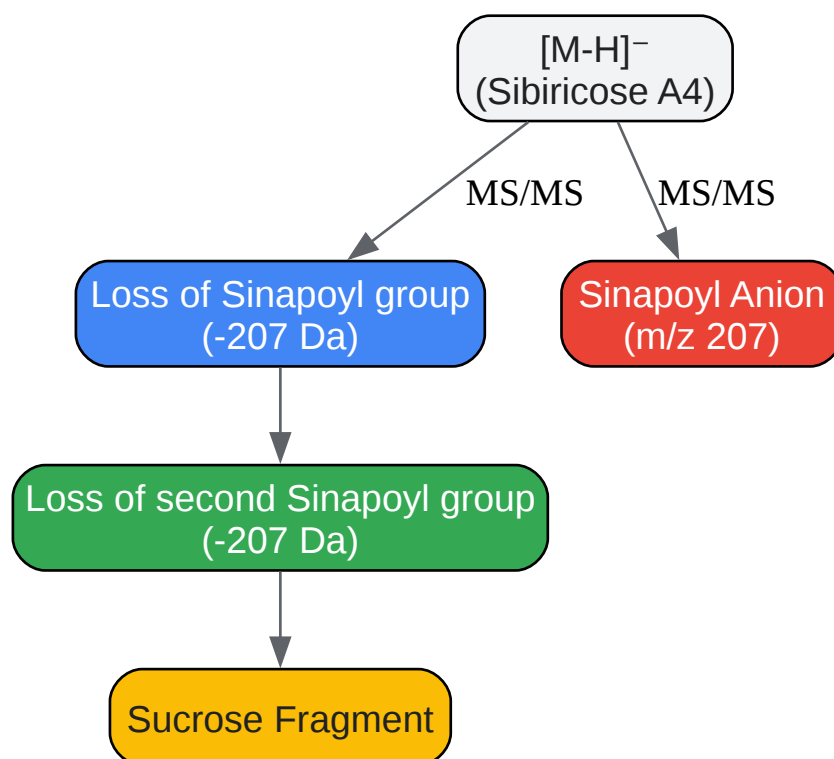 [M-H]⁻
(Sibiricose A4)
MS/MS
MS/MS
Loss of Sinapoyl group
(-207 Da)
Sinapoyl Anion
(m/z 207)
Loss of second Sinapoyl group
(-207 Da)
Sucrose Fragment